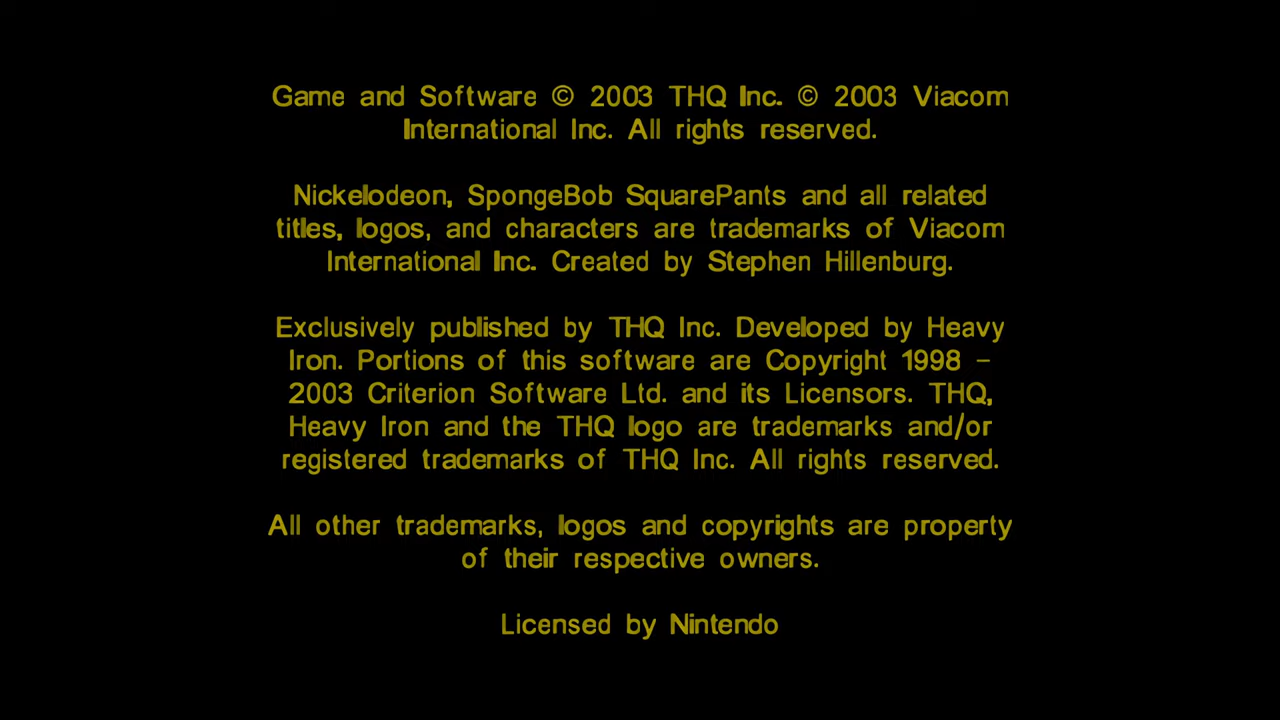 Game and Software © 2003 THQ Inc. © 2003 Viacom
International Inc. All rights reserved.
Nickelodeon, SpongeBob SquarePants and all related
titles, logos, and characters are trademarks of Viacom
International Inc. Created by Stephen Hillenburg.
Exclusively published by THQ Inc. Developed by Heavy
Iron. Portions of this software are Copyright 1998 –
2003 Criterion Software Ltd. and its Licensors. THQ,
Heavy Iron and the THQ logo are trademarks and/or
registered trademarks of THQ Inc. All rights reserved.
All other trademarks, logos and copyrights are property
of their respective owners.
Licensed by Nintendo